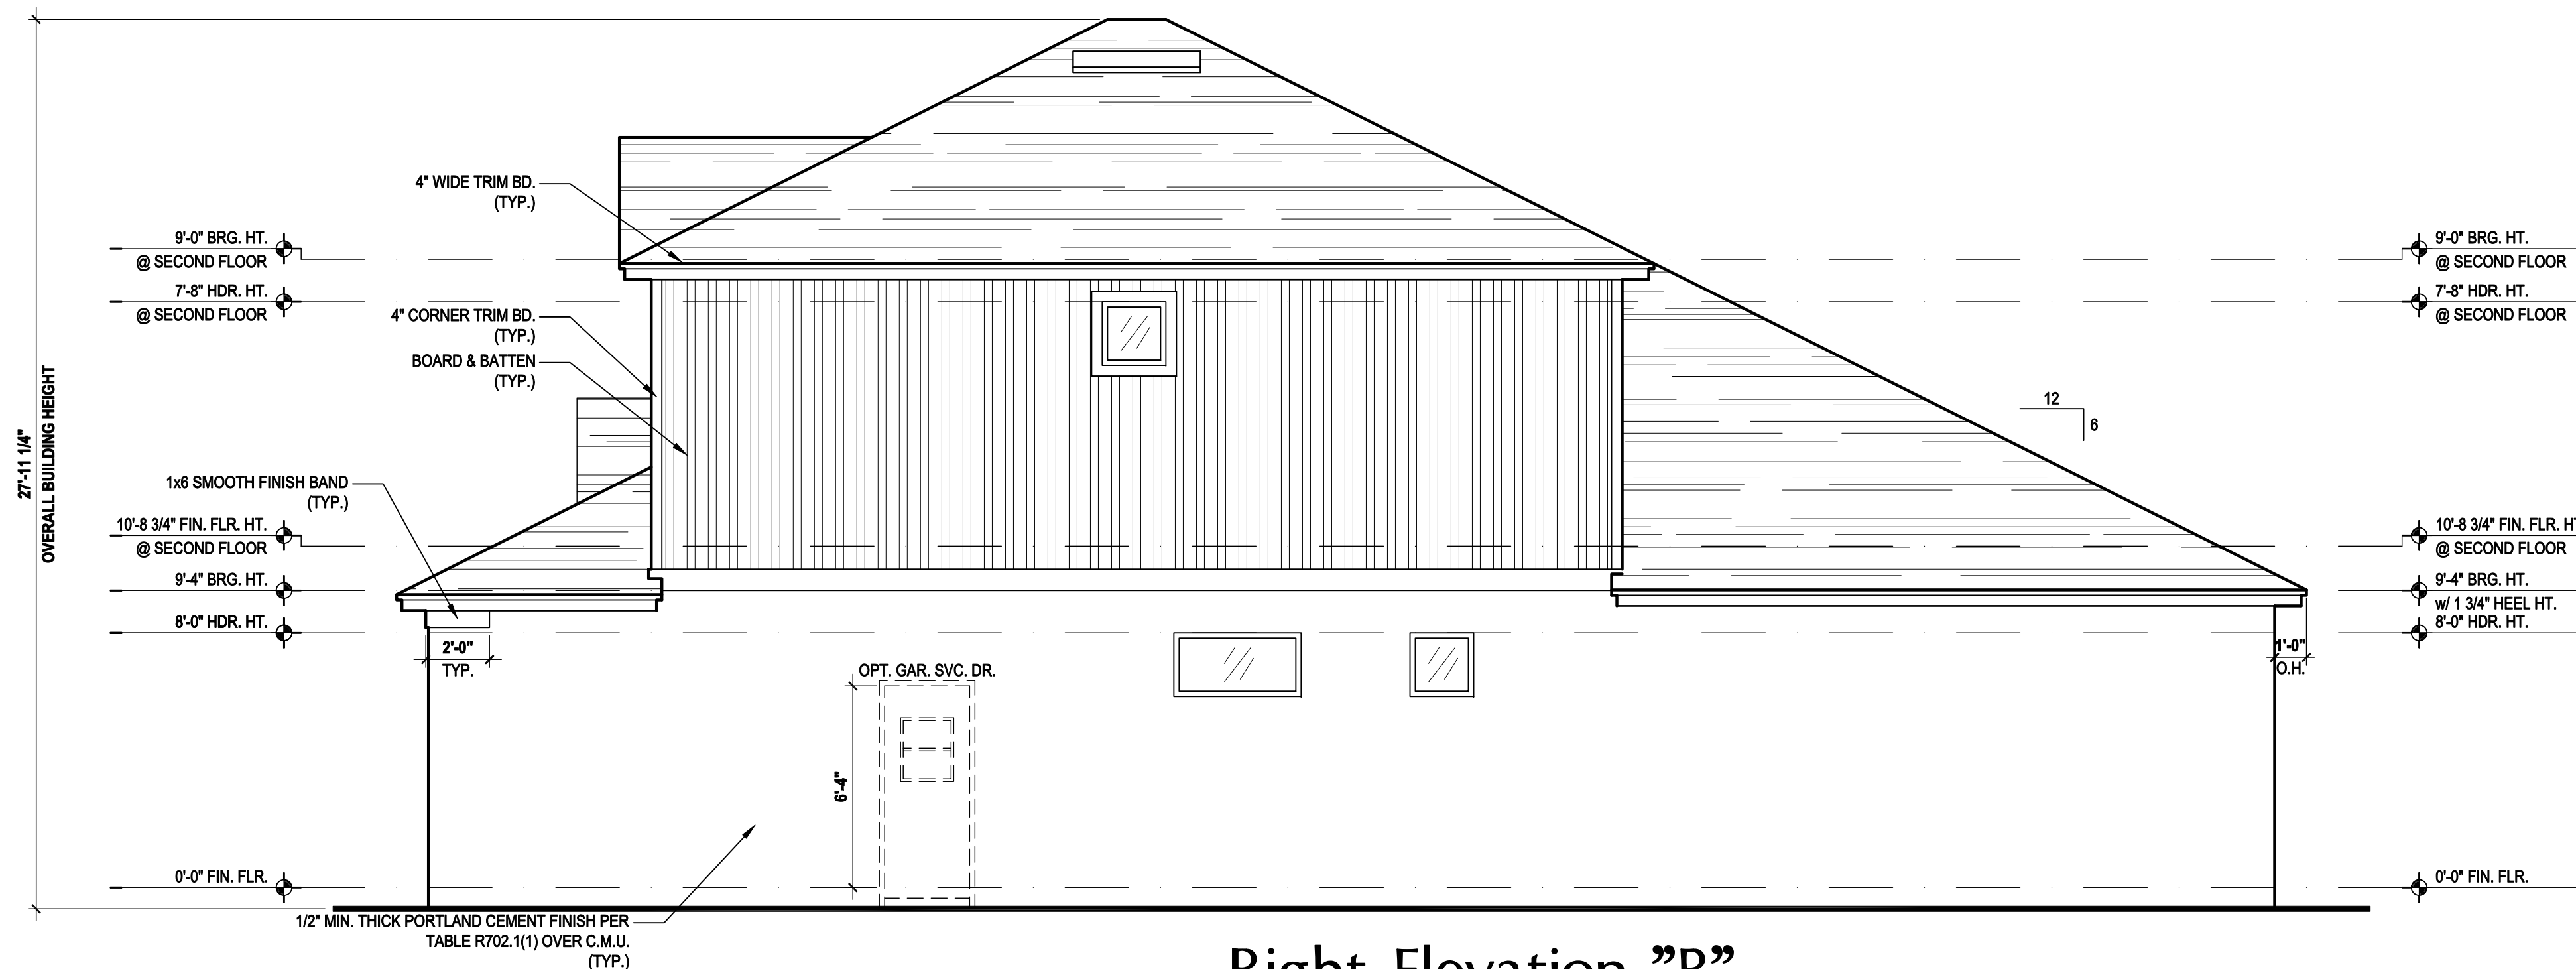 27'-11 1/4"
OVERALL BUILDING HEIGHT
4" WIDE TRIM BD.
(TYP.)
9'-0" BRG. HT.
@ SECOND FLOOR
7'-8" HDR. HT.
@ SECOND FLOOR
4" CORNER TRIM BD.
(TYP.)
BOARD & BATTEN
(TYP.)
1x6 SMOOTH FINISH BAND
(TYP.)
10'-8 3/4" FIN. FLR. HT.
@ SECOND FLOOR
9'-4" BRG. HT.
8'-0" HDR. HT.
2'-0"
TYP.
OPT. GAR. SVC. DR.
6'-4"
0'-0" FIN. FLR.
1/2" MIN. THICK PORTLAND CEMENT FINISH PER
TABLE R702.1(1) OVER C.M.U.
(TYP.)
9'-0" BRG. HT.
@ SECOND FLOOR
7'-8" HDR. HT.
@ SECOND FLOOR
12
6
10'-8 3/4" FIN. FLR. HT
@ SECOND FLOOR
9'-4" BRG. HT.
w/ 1 3/4" HEEL HT.
8'-0" HDR. HT.
1'-0"
O.H.
0'-0" FIN. FLR.
Right Elevation